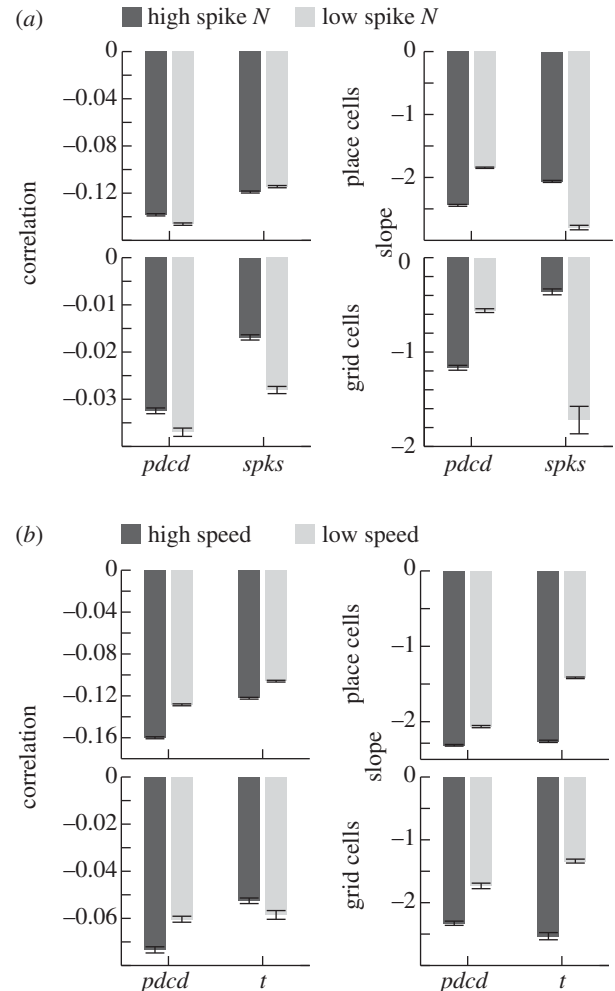 (a) high spike N low spike N
0
–0.04
–0.08
–0.12
correlation
0
–0.01
–0.02
–0.03
pdcd spks
place cells
0
–1
–2
slope
grid cells
0
–1
–2
pdcd spks
(b) high speed low speed
0
–0.04
–0.08
–0.12
–0.16
correlation
0
–0.02
–0.04
–0.06
pdcd t
place cells
0
–1
–2
slope
grid cells
0
–1
–2
pdcd t